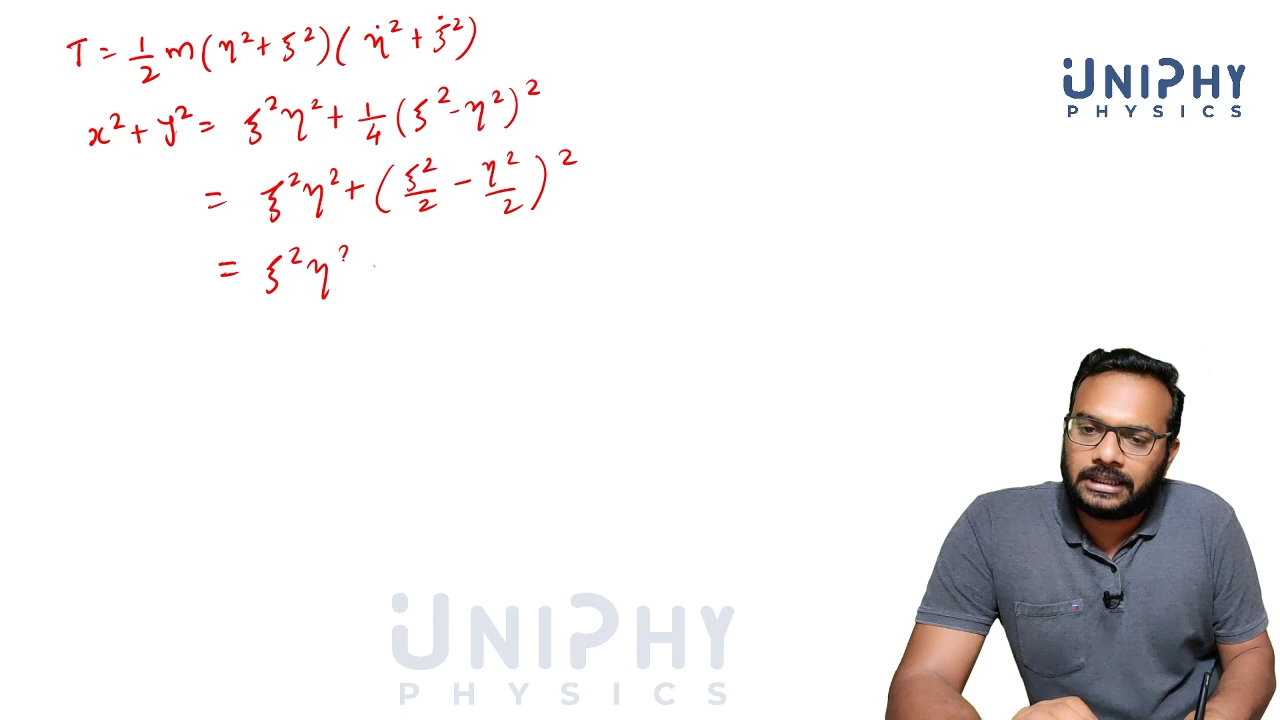 T = 1/2 m (η² + ξ²) ( η̇² + ξ̇²)
x² + y² = ξ²η² + 1/4 (ξ² - η²)²
= ξ²η² + (ξ²/2 - η²/2)²
= ξ²η²
UNIPHY
PHYSICS
UNIPHY
PHYSICS